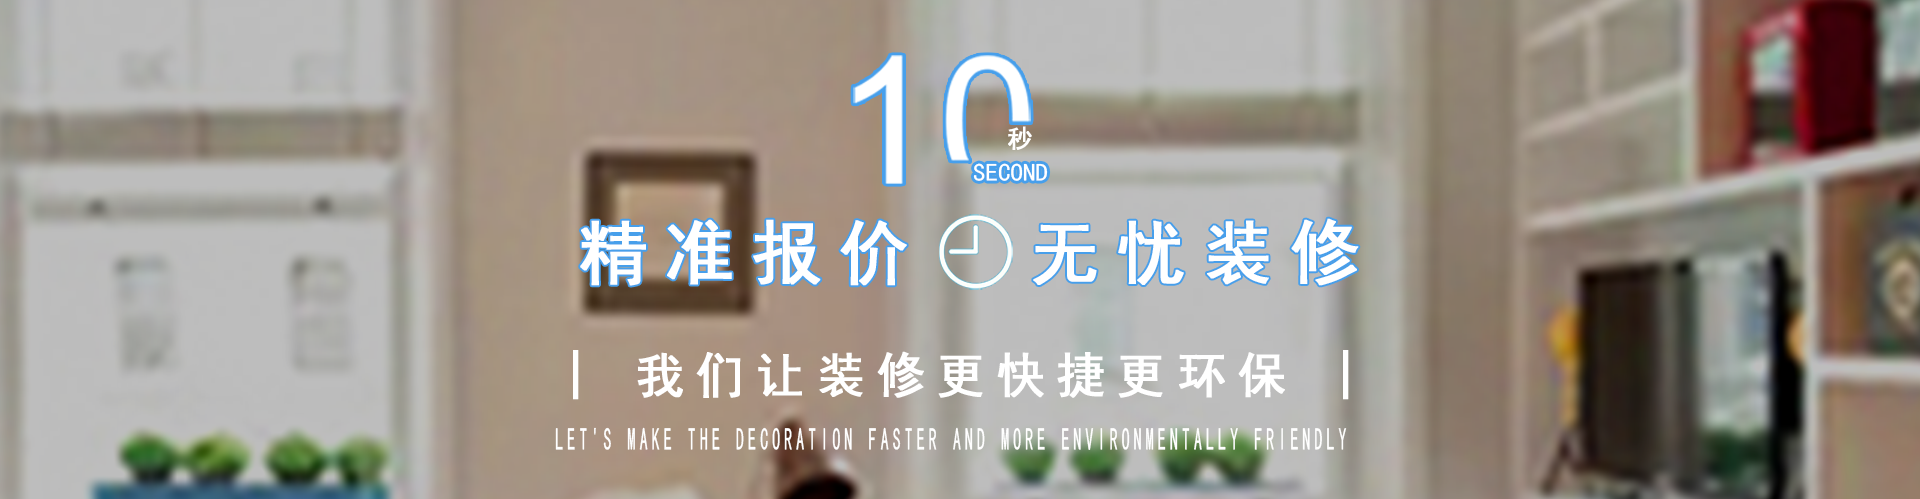 10
秒
SECOND
精准报价 无忧装修
| 我们让装修更快捷更环保 |
LET'S MAKE THE DECORATION FASTER AND MORE ENVIRONMENTALLY FRIENDLY